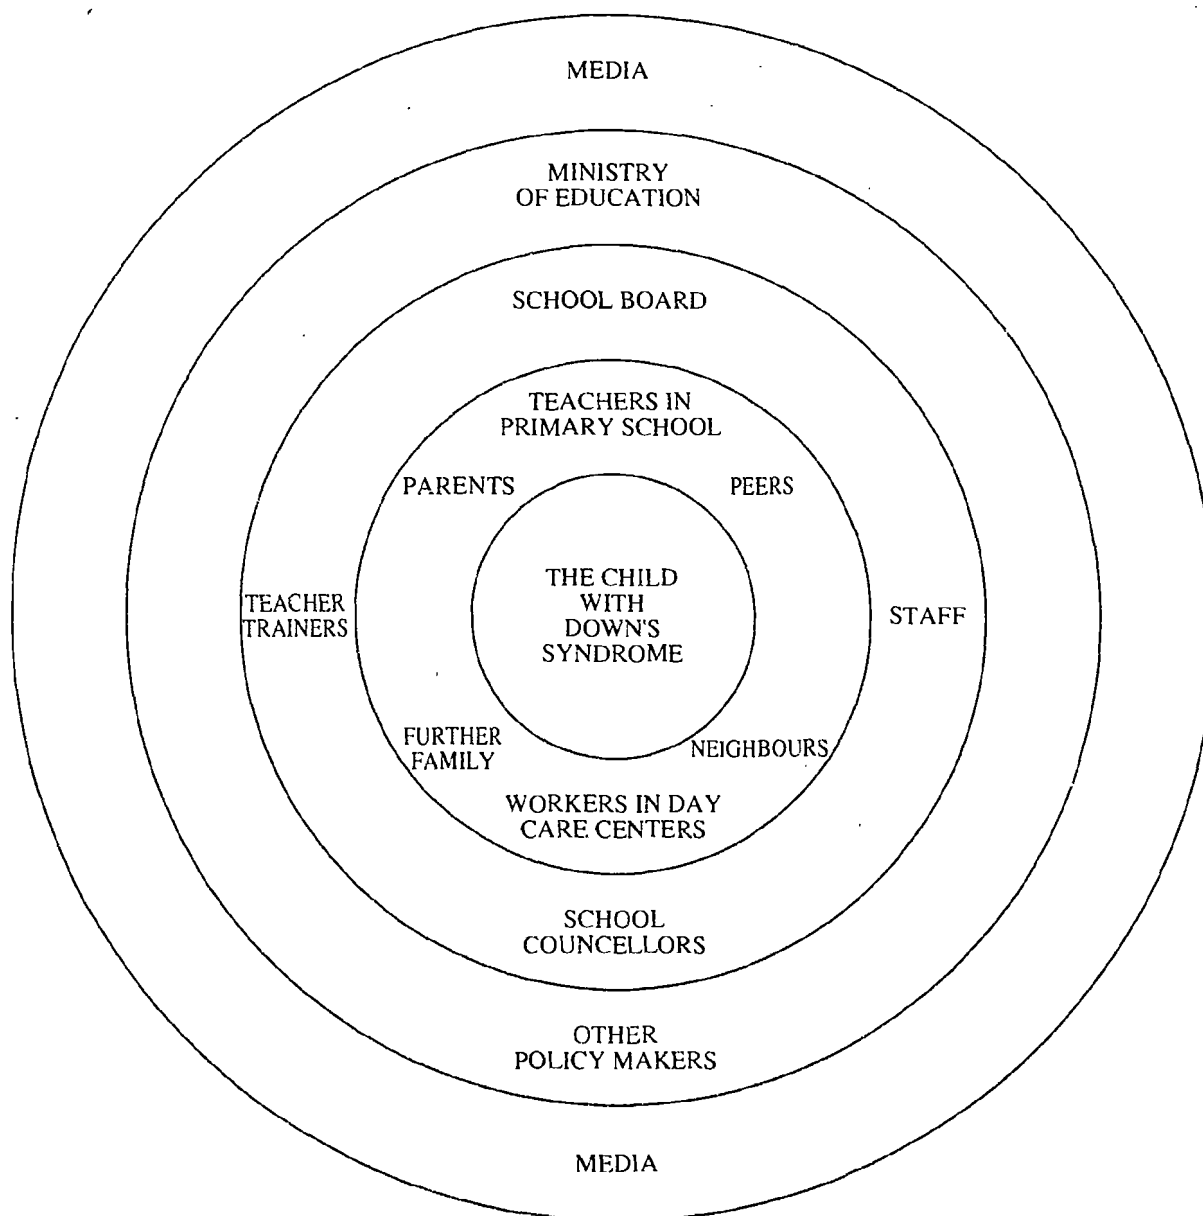 MEDIA
MINISTRY
OF EDUCATION
SCHOOL BOARD
TEACHERS IN
PRIMARY SCHOOL
PARENTS
PEERS
THE CHILD
WITH
DOWN'S
SYNDROME
TEACHER
TRAINERS
STAFF
FURTHER
FAMILY
NEIGHBOURS
WORKERS IN DAY
CARE CENTERS
SCHOOL
COUNCELLORS
OTHER
POLICY MAKERS
MEDIA